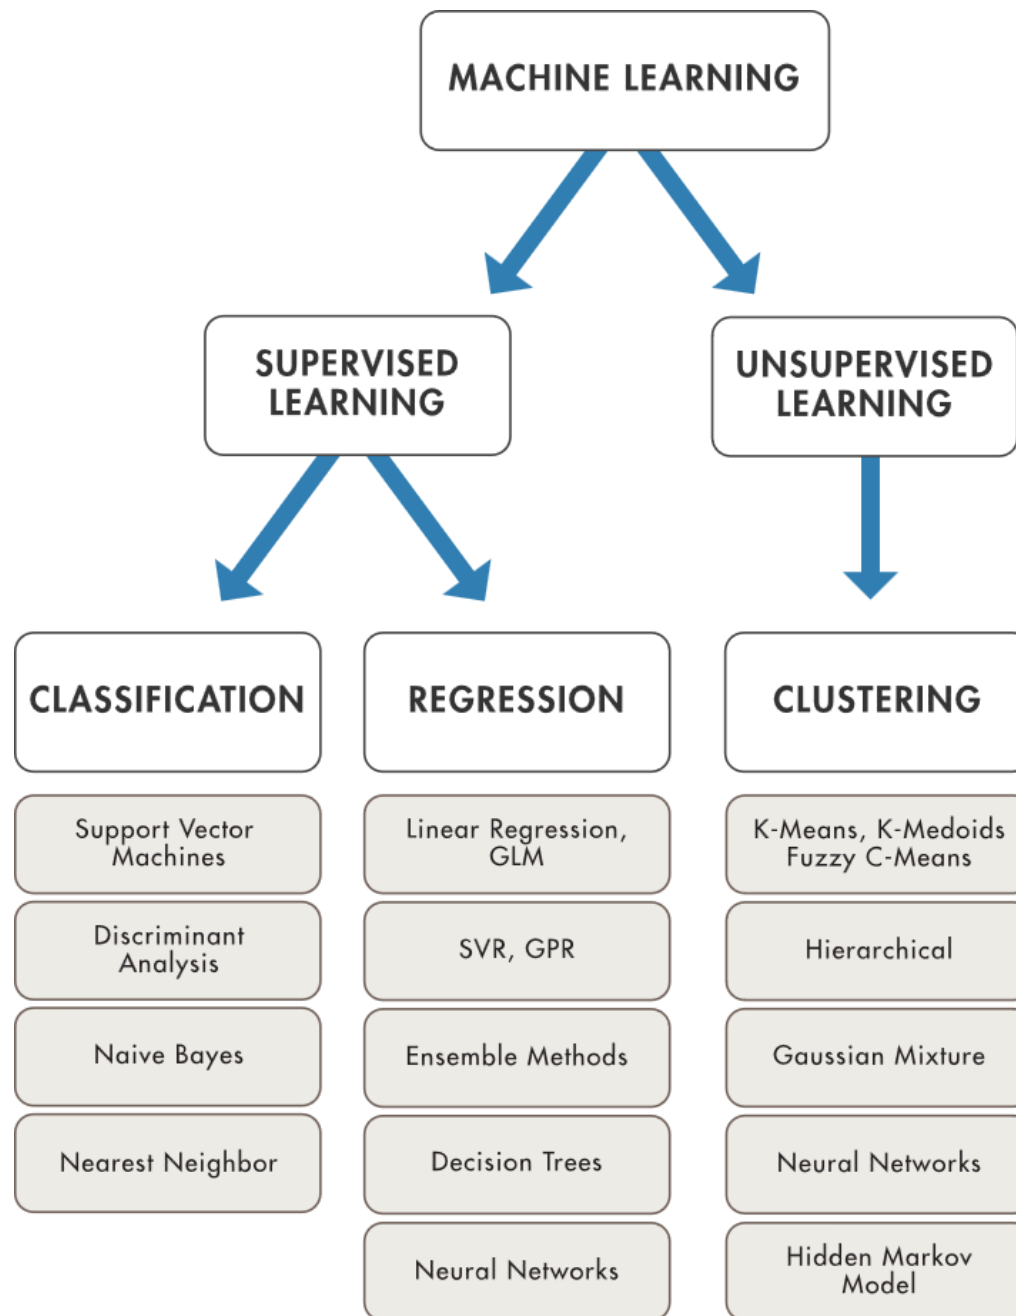 MACHINE LEARNING
SUPERVISED
LEARNING
UNSUPERVISED
LEARNING
CLASSIFICATION
Support Vector
Machines
Discriminant
Analysis
Naive Bayes
Nearest Neighbor
REGRESSION
Linear Regression,
GLM
SVR, GPR
Ensemble Methods
Decision Trees
Neural Networks
CLUSTERING
K-Means, K-Medoids
Fuzzy C-Means
Hierarchical
Gaussian Mixture
Neural Networks
Hidden Markov
Model